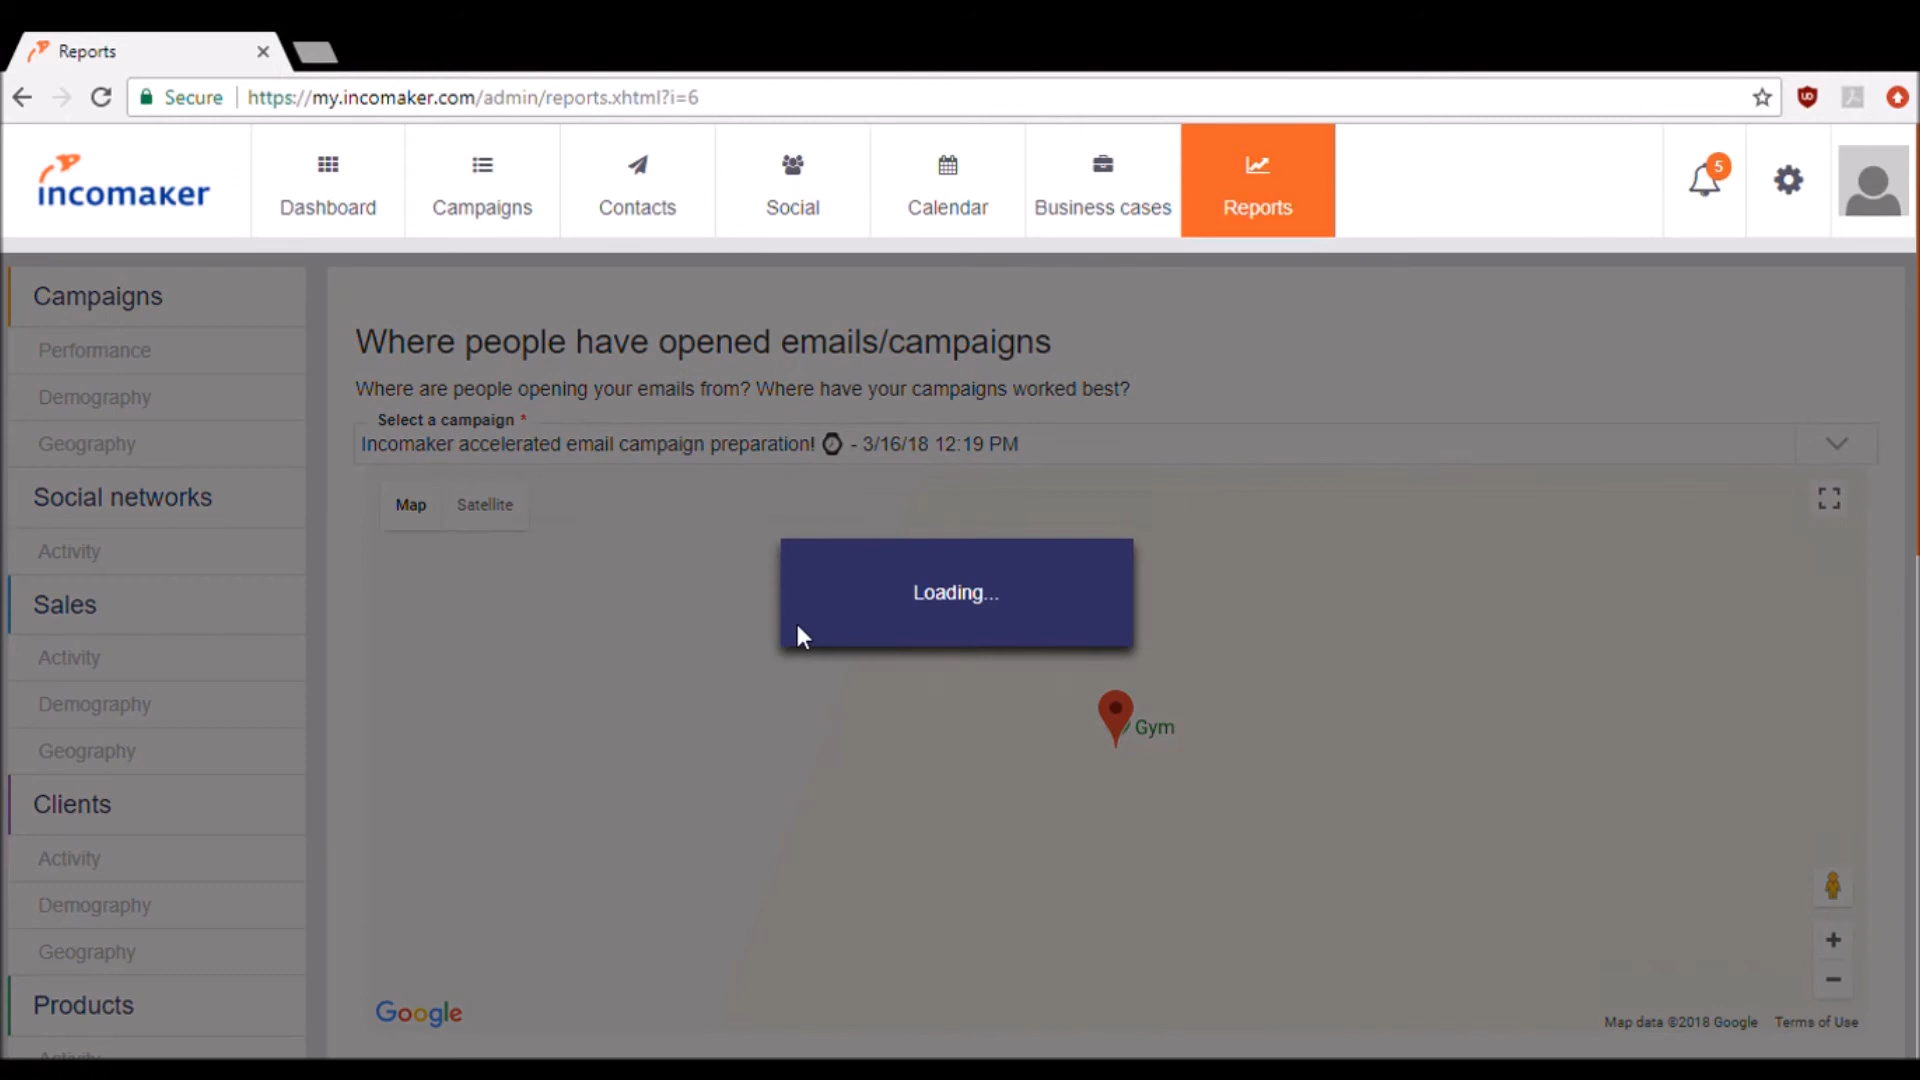 Reports
Secure
https://my.incomaker.com/admin/reports.xhtml?i=6
incomaker
Dashboard
Campaigns
Contacts
Social
Calendar
Business cases
Reports
5
Campaigns
Performance
Demography
Geography
Social networks
Activity
Sales
Activity
Demography
Geography
Clients
Activity
Demography
Geography
Products
Activity
Where people have opened emails/campaigns
Where are people opening your emails from? Where have your campaigns worked best?
Select a campaign *
Incomaker accelerated email campaign preparation! - 3/16/18 12:19 PM
Map
Satellite
Loading...
Gym
Google
Map data ©2018 Google
Terms of Use